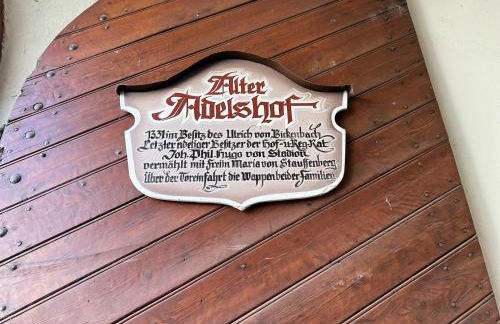 Alter
Adelshof
1331 im Besitz des Ulrich von Bickenbach
Letzter adeliger Besitzer der Hof-u.Reg-Rat
Joh. Phil. Hugo von Stadion
vermählt mit Freiin Maria von Stauffenberg
Über der Toreinfahrt die Wappen beider Familien